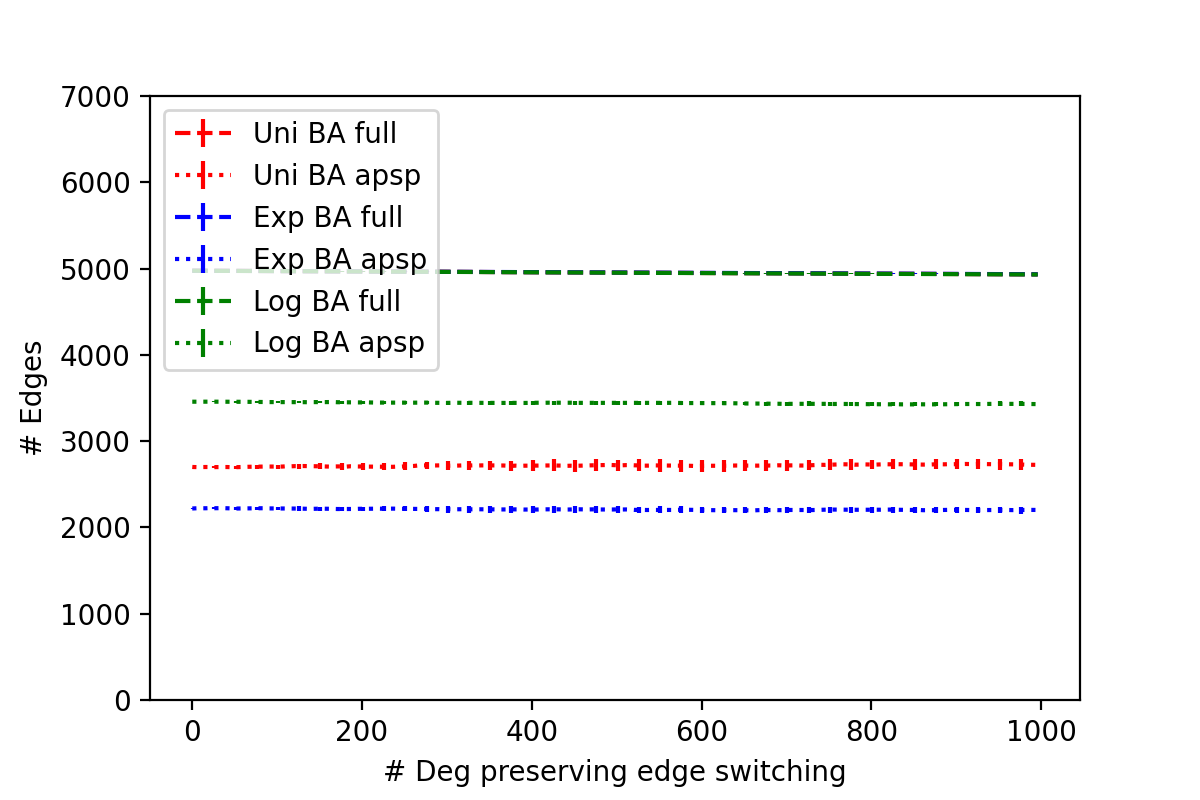 7000
6000
5000
4000
3000
2000
1000
0
# Edges
Uni BA full
Uni BA apsp
Exp BA full
Exp BA apsp
Log BA full
Log BA apsp
0 200 400 600 800 1000
# Deg preserving edge switching